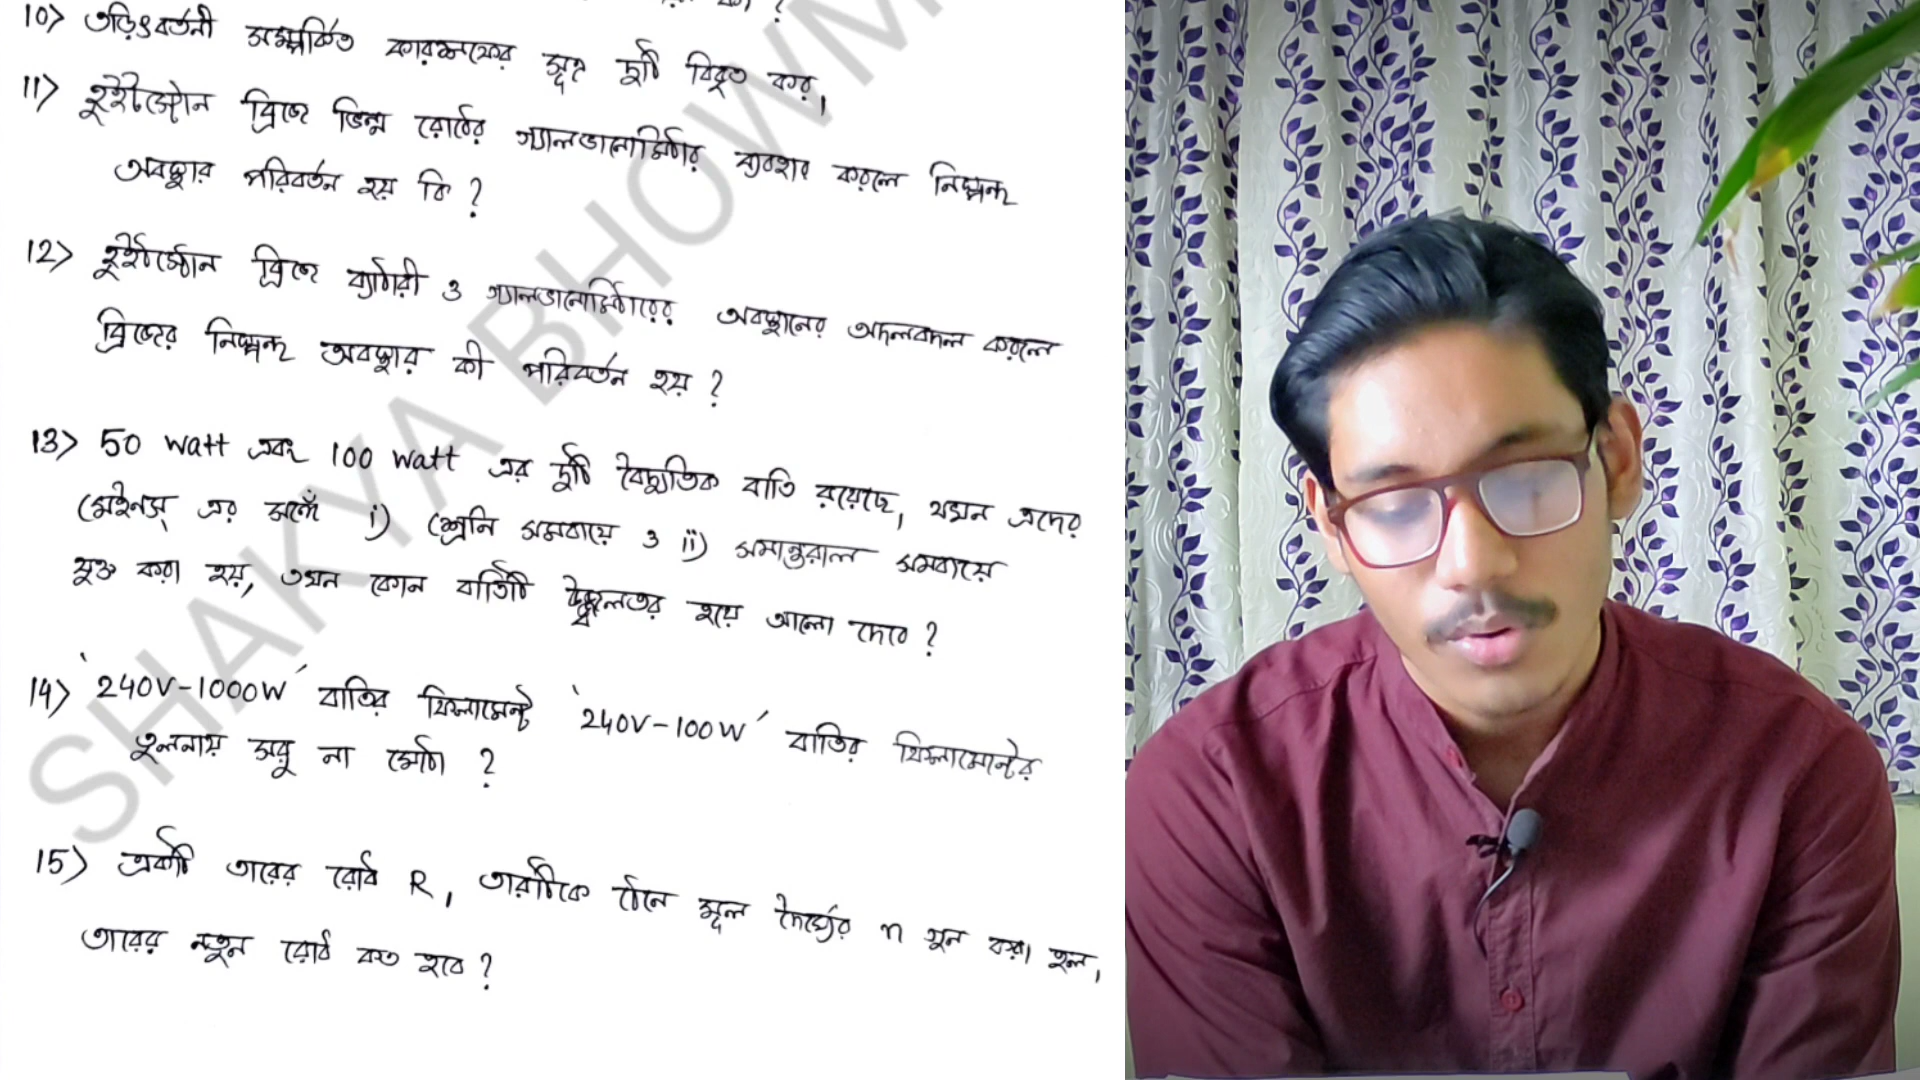 10> তড়িৎবর্তনী সম্পর্কিত কারশফের সূত্র দুটি বিবৃত কর,
11> হুইটস্টোন ব্রিজে ভিন্ন রোধের গ্যালভানোমিটার ব্যবহার করলে নিস্পন্দ
অবস্থার পরিবর্তন হয় কি ?
12> হুইটস্টোন ব্রিজে ব্যাটারী ও গ্যালভানোমিটারের অবস্থানের অদলবদল করলে
ব্রিজের নিস্পন্দ অবস্থার কী পরিবর্তন হয় ?
13> 50 watt এবং 100 watt এর দুটি বৈদ্যুতিক বাতি রয়েছে, যখন এদের
মেইনস্ এর সঙ্গে i) শ্রেনি সমবায়ে ও ii) সমান্তরাল সমবায়ে
যুক্ত করা হয়, তখন কোন বাতিটি উজ্জ্বলতর হয়ে আলো দেবে ?
14> '240V-1000W' বাতির ফিলামেন্ট '240V-100W' বাতির ফিলামেন্টের
তুলনায় সরু না মোটা ?
15) একটি তারের রোধ R, তারটিকে টেনে মূল দৈর্ঘ্যের n গুন করা হল,
তারের নতুন রোধ কত হবে ?
SHAKYA BHOWM